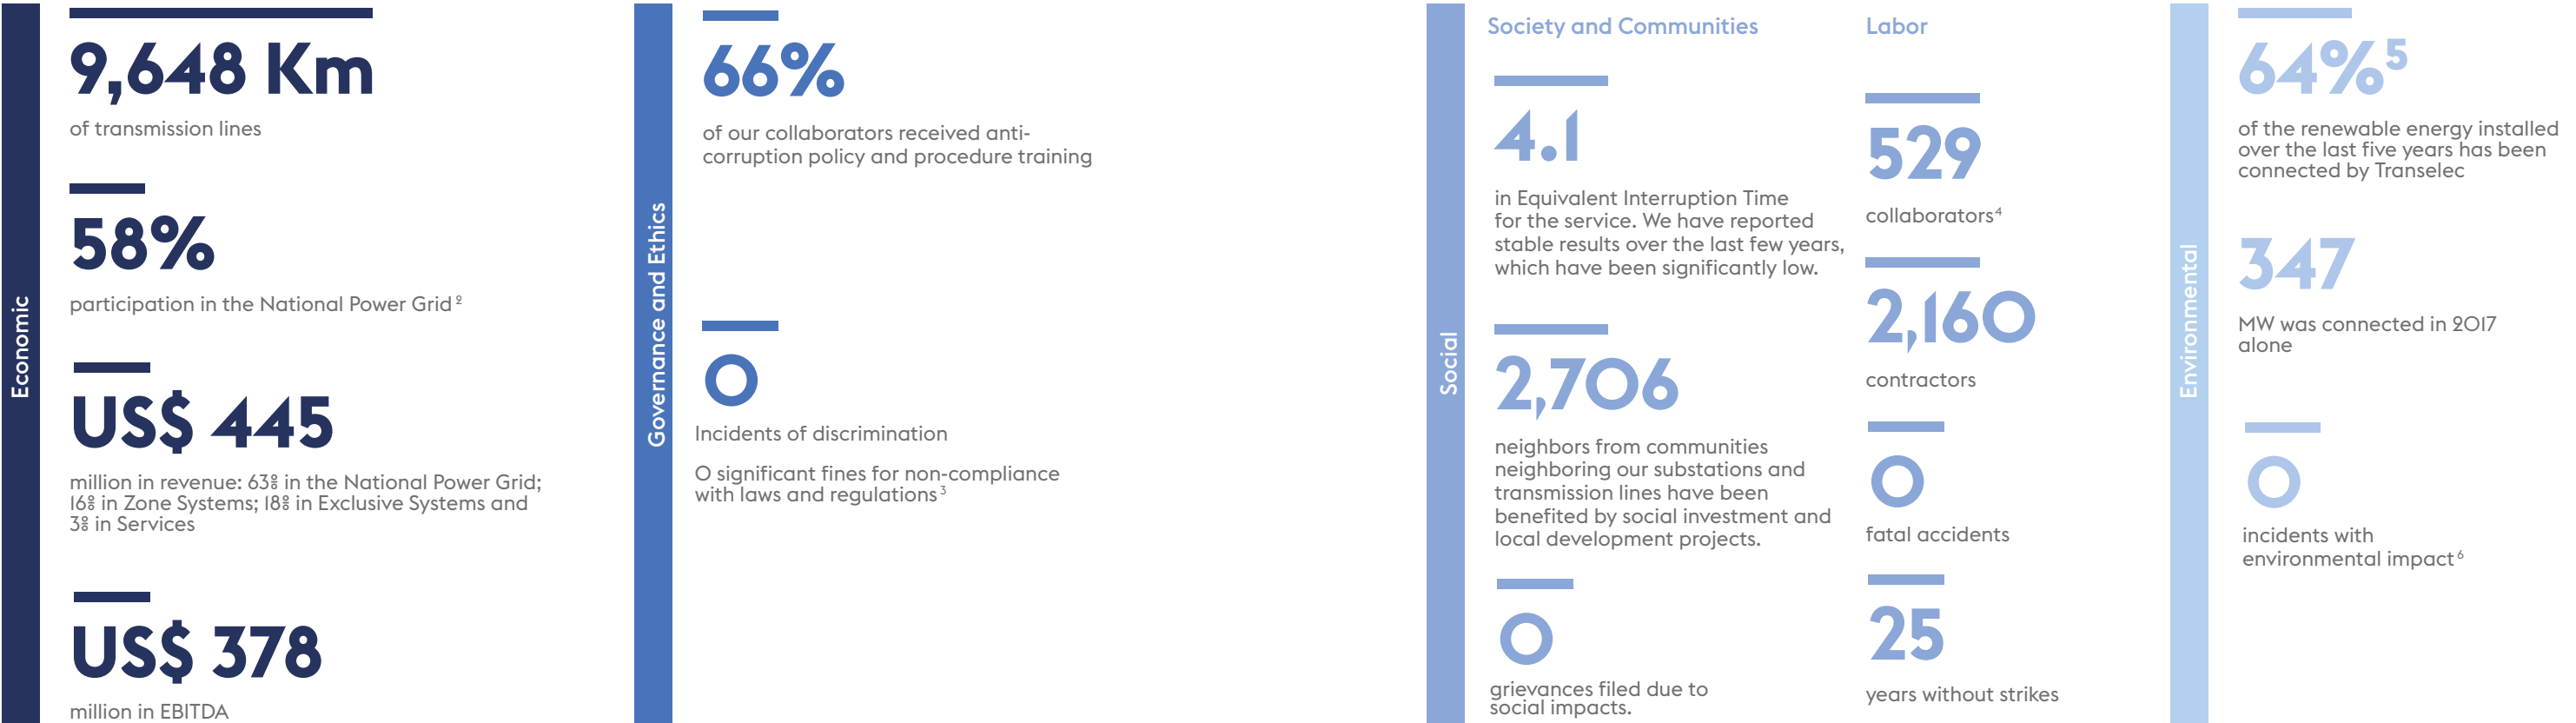 Economic
9,648 Km
of transmission lines
58%
participation in the National Power Grid 2
US$ 445
million in revenue: 63% in the National Power Grid;
16% in Zone Systems; 18% in Exclusive Systems and
3% in Services
US$ 378
million in EBITDA
Governance and Ethics
66%
of our collaborators received anti-
corruption policy and procedure training
0
Incidents of discrimination
0 significant fines for non-compliance
with laws and regulations 3
Social
Society and Communities
4.1
in Equivalent Interruption Time
for the service. We have reported
stable results over the last few years,
which have been significantly low.
2,706
neighbors from communities
neighboring our substations and
transmission lines have been
benefited by social investment and
local development projects.
0
grievances filed due to
social impacts.
Labor
529
collaborators4
2,160
contractors
0
fatal accidents
25
years without strikes
Environmental
64%5
of the renewable energy installed
over the last five years has been
connected by Transelec
347
MW was connected in 2017
alone
0
incidents with
environmental impact 6